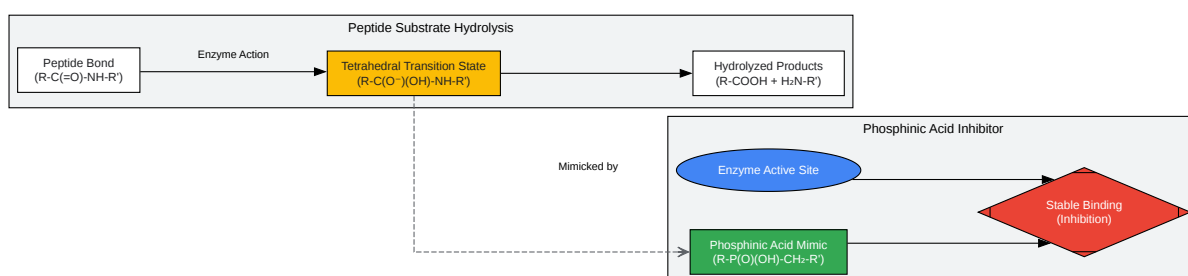 Peptide Substrate Hydrolysis
Peptide Bond
(R-C(=O)-NH-R')
Enzyme Action
Tetrahedral Transition State
(R-C(O⁻)(OH)-NH-R')
Hydrolyzed Products
(R-COOH + H₂N-R')
Phosphinic Acid Inhibitor
Mimicked by
Enzyme Active Site
Stable Binding
(Inhibition)
Phosphinic Acid Mimic
(R-P(O)(OH)-CH₂-R')